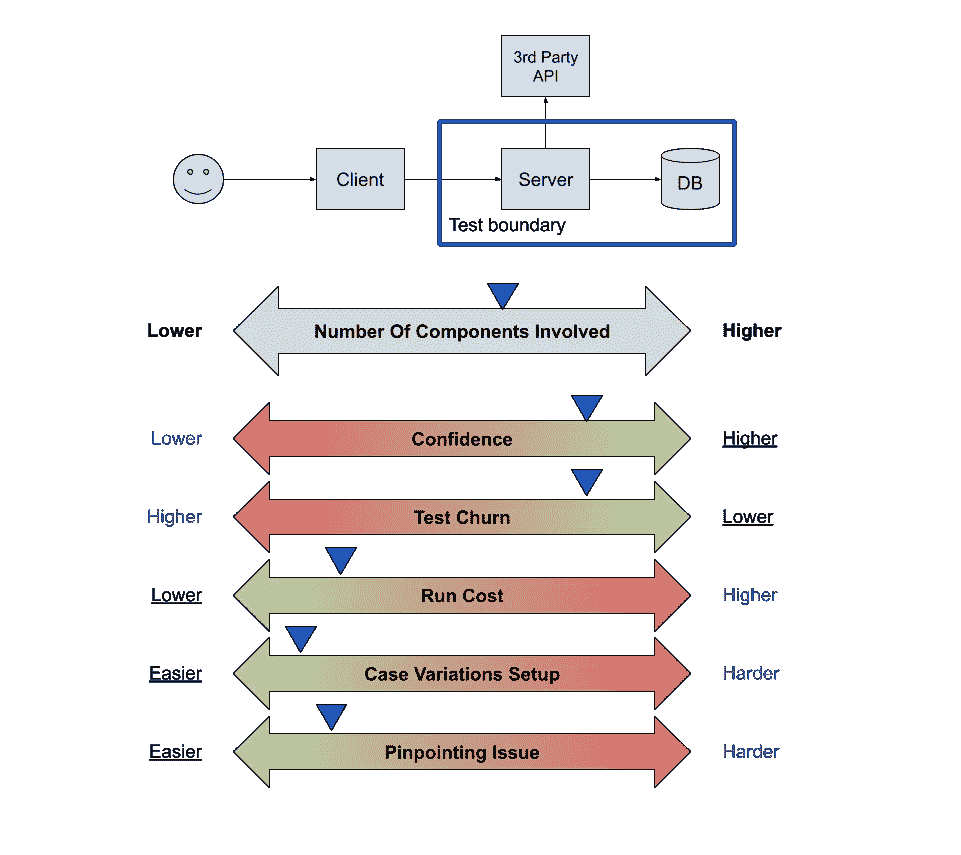 3rd Party
API
Client
Server
DB
Test boundary
Lower
Number Of Components Involved
Higher
Lower
Confidence
Higher
Higher
Test Churn
Lower
Lower
Run Cost
Higher
Easier
Case Variations Setup
Harder
Easier
Pinpointing Issue
Harder